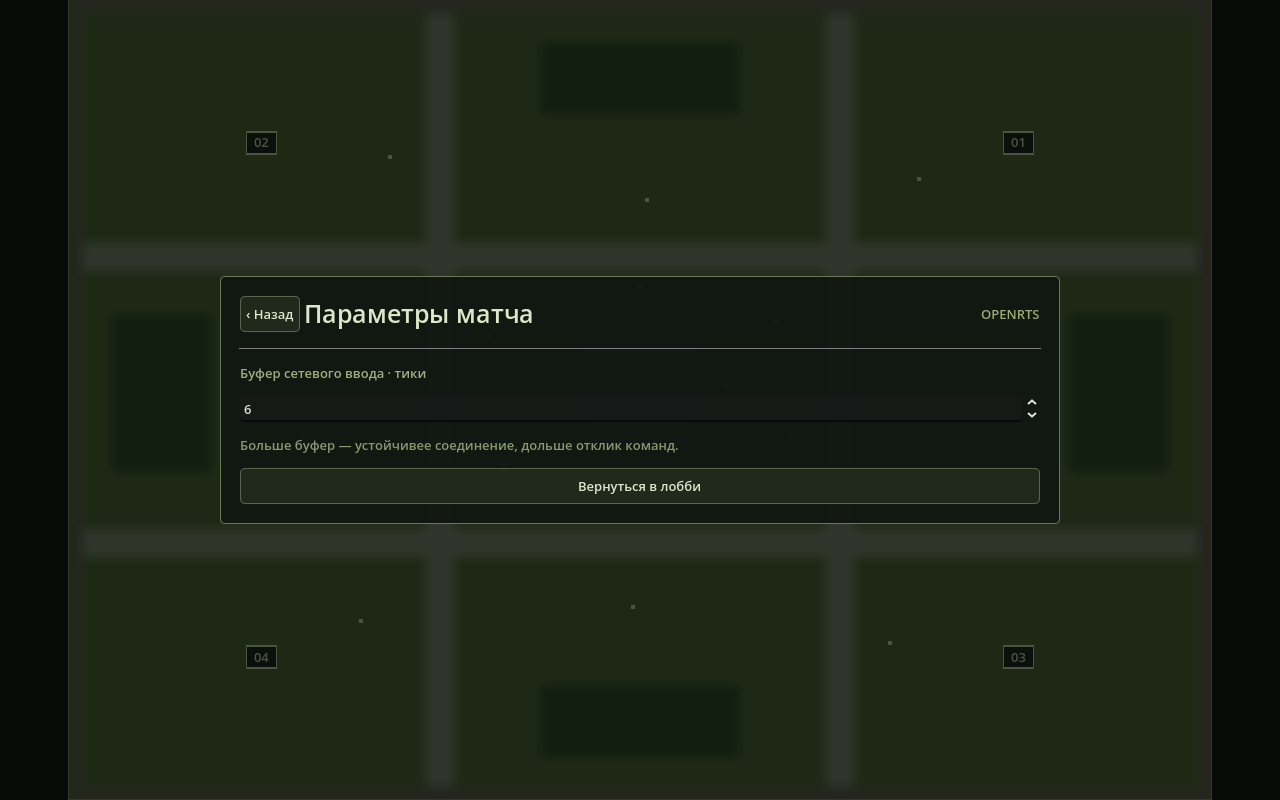 02
01
‹ Назад
Параметры матча
OPENRTS
Буфер сетевого ввода · тики
6
Больше буфер — устойчивее соединение, дольше отклик команд.
Вернуться в лобби
04
03